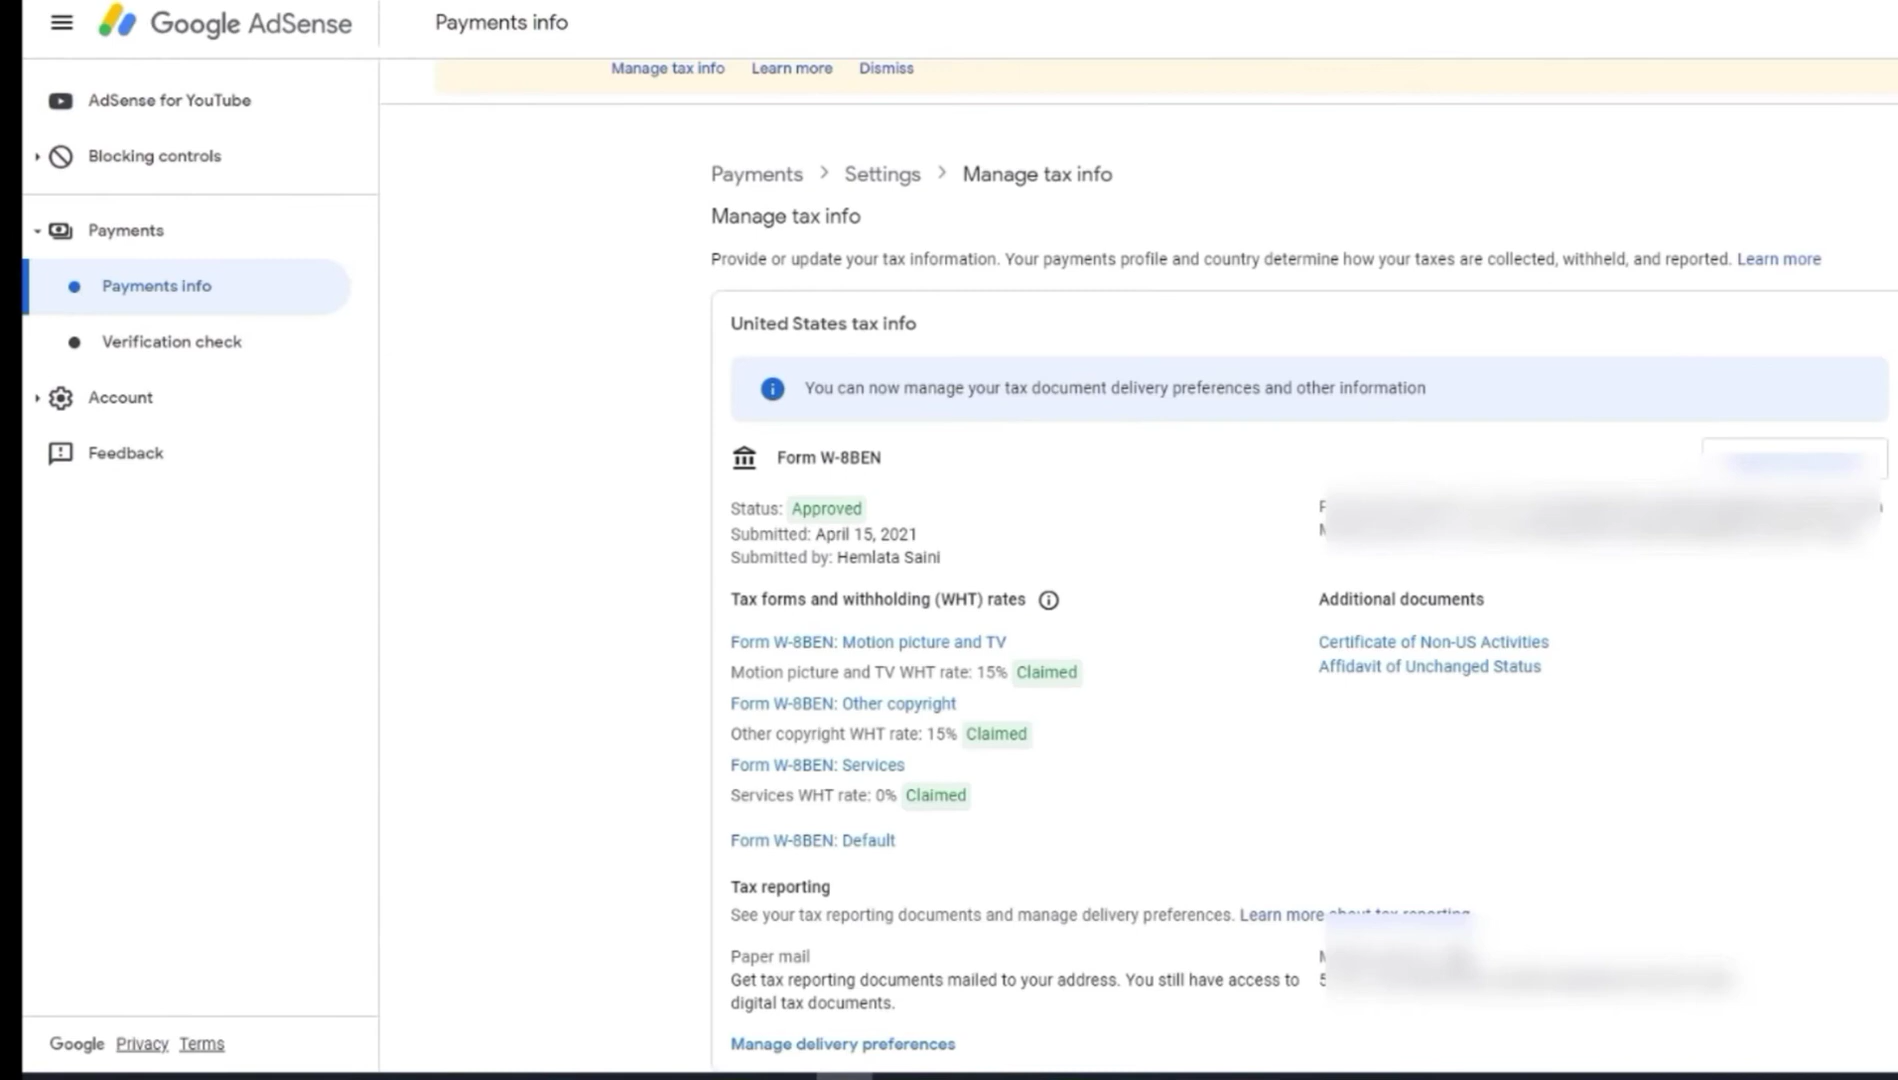 Google AdSense
Payments info
Manage tax info Learn more Dismiss
AdSense for YouTube
Blocking controls
Payments
Payments info
Verification check
Account
Feedback
Google Privacy Terms
Payments > Settings > Manage tax info
Manage tax info
Provide or update your tax information. Your payments profile and country determine how your taxes are collected, withheld, and reported. Learn more
United States tax info
You can now manage your tax document delivery preferences and other information
Form W-8BEN
Status: Approved
Submitted: April 15, 2021
Submitted by: Hemlata Saini
Tax forms and withholding (WHT) rates
Form W-8BEN: Motion picture and TV
Motion picture and TV WHT rate: 15% Claimed
Form W-8BEN: Other copyright
Other copyright WHT rate: 15% Claimed
Form W-8BEN: Services
Services WHT rate: 0% Claimed
Form W-8BEN: Default
Additional documents
Certificate of Non-US Activities
Affidavit of Unchanged Status
Tax reporting
See your tax reporting documents and manage delivery preferences. Learn more about tax reporting
Paper mail
Get tax reporting documents mailed to your address. You still have access to
digital tax documents.
Manage delivery preferences